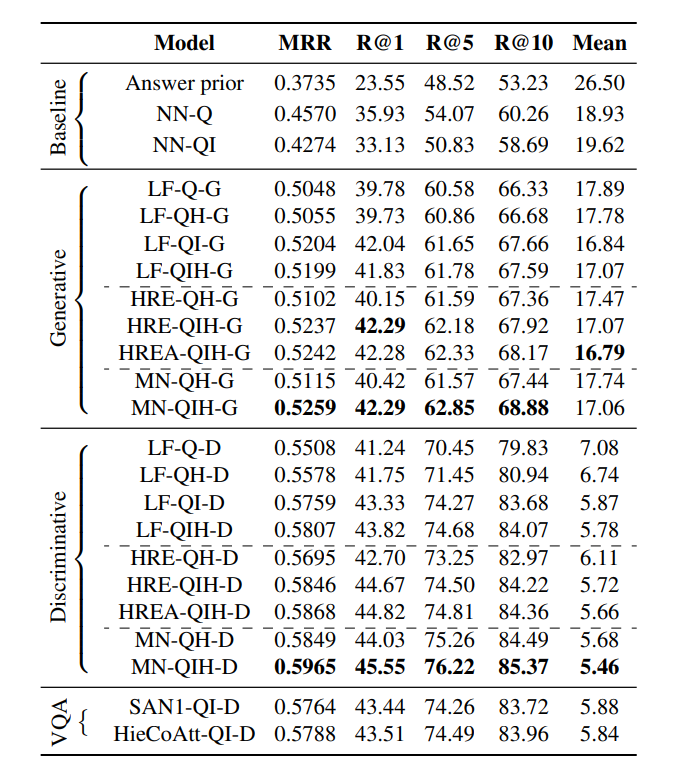 Model MRR R@1 R@5 R@10 Mean
Baseline
Answer prior 0.3735 23.55 48.52 53.23 26.50
NN-Q 0.4570 35.93 54.07 60.26 18.93
NN-QI 0.4274 33.13 50.83 58.69 19.62
Generative
LF-Q-G 0.5048 39.78 60.58 66.33 17.89
LF-QH-G 0.5055 39.73 60.86 66.68 17.78
LF-QI-G 0.5204 42.04 61.65 67.66 16.84
LF-QIH-G 0.5199 41.83 61.78 67.59 17.07
HRE-QH-G 0.5102 40.15 61.59 67.36 17.47
HRE-QIH-G 0.5237 42.29 62.18 67.92 17.07
HREA-QIH-G 0.5242 42.28 62.33 68.17 16.79
MN-QH-G 0.5115 40.42 61.57 67.44 17.74
MN-QIH-G 0.5259 42.29 62.85 68.88 17.06
Discriminative
LF-Q-D 0.5508 41.24 70.45 79.83 7.08
LF-QH-D 0.5578 41.75 71.45 80.94 6.74
LF-QI-D 0.5759 43.33 74.27 83.68 5.87
LF-QIH-D 0.5807 43.82 74.68 84.07 5.78
HRE-QH-D 0.5695 42.70 73.25 82.97 6.11
HRE-QIH-D 0.5846 44.67 74.50 84.22 5.72
HREA-QIH-D 0.5868 44.82 74.81 84.36 5.66
MN-QH-D 0.5849 44.03 75.26 84.49 5.68
MN-QIH-D 0.5965 45.55 76.22 85.37 5.46
VQA
SAN1-QI-D 0.5764 43.44 74.26 83.72 5.88
HieCoAtt-QI-D 0.5788 43.51 74.49 83.96 5.84